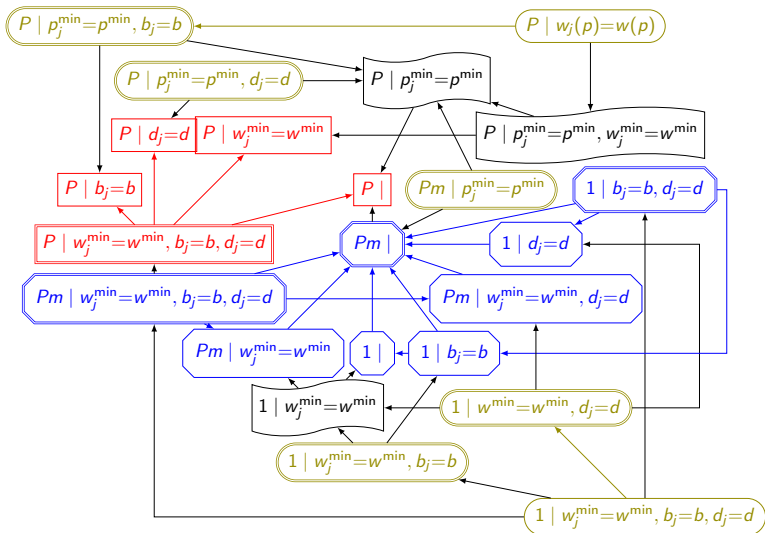 P | p_j^min=p^min, b_j=b
P | w_j(p)=w(p)
P | p_j^min=p^min, d_j=d
P | p_j^min=p^min
P | d_j=d
P | w_j^min=w^min
P | p_j^min=p^min, w_j^min=w^min
P | b_j=b
P |
Pm | p_j^min=p^min
1 | b_j=b, d_j=d
P | w_j^min=w^min, b_j=b, d_j=d
Pm |
1 | d_j=d
Pm | w_j^min=w^min, b_j=b, d_j=d
Pm | w_j^min=w^min, d_j=d
Pm | w_j^min=w^min
1 |
1 | b_j=b
1 | w_j^min=w^min
1 | w^min=w^min, d_j=d
1 | w_j^min=w^min, b_j=b
1 | w_j^min=w^min, b_j=b, d_j=d